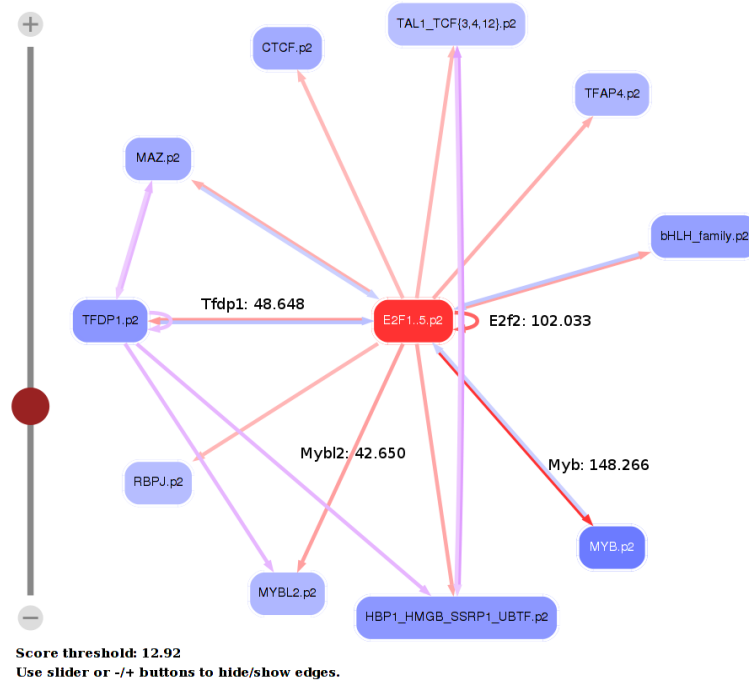 +
TAL1_TCF{3,4,12}.p2
CTCF.p2
TFAP4.p2
MAZ.p2
bHLH_family.p2
Tfdp1: 48.648
TFDP1.p2
E2F1..5.p2
E2f2: 102.033
Mybl2: 42.650
Myb: 148.266
RBPJ.p2
MYB.p2
MYBL2.p2
HBP1_HMGB_SSRP1_UBTF.p2
−
Score threshold: 12.92
Use slider or -/+ buttons to hide/show edges.